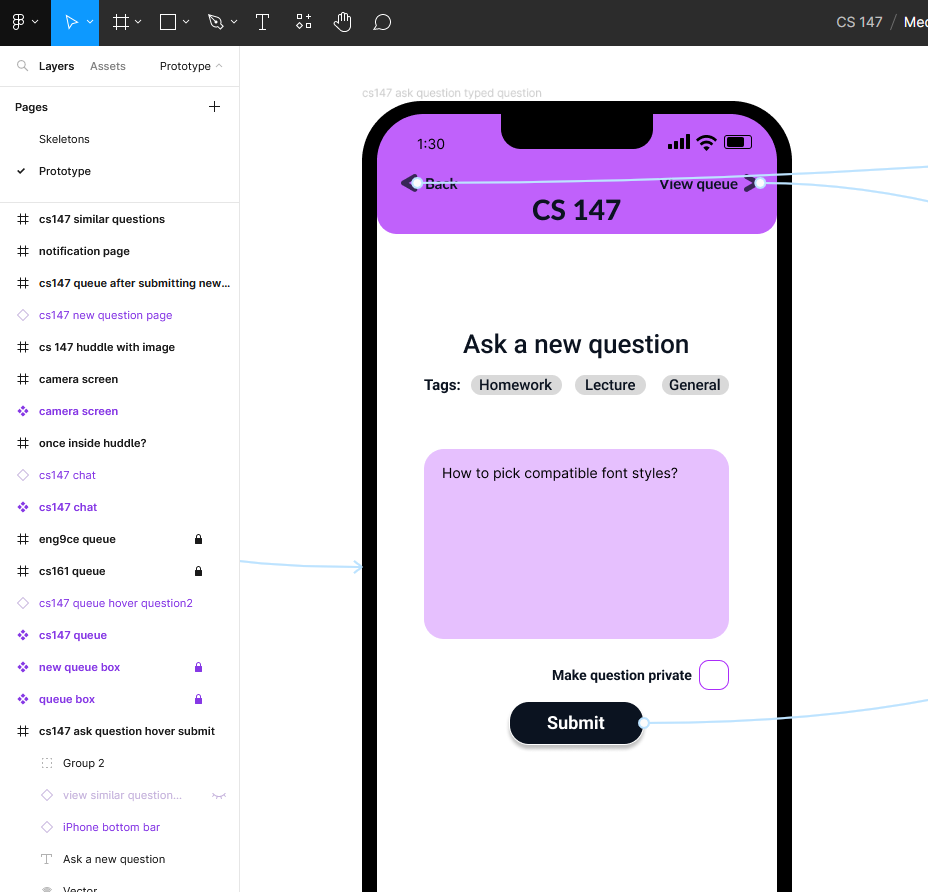 CS 147 / Med
Layers Assets Prototype
Pages
Skeletons
Prototype
cs147 similar questions
notification page
cs147 queue after submitting new...
cs147 new question page
cs 147 huddle with image
camera screen
camera screen
once inside huddle?
cs147 chat
cs147 chat
eng9ce queue
cs161 queue
cs147 queue hover question2
cs147 queue
new queue box
queue box
cs147 ask question hover submit
Group 2
view similar question...
iPhone bottom bar
Ask a new question
Vector
cs147 ask question typed question
1:30
Back View queue
CS 147
Ask a new question
Tags: Homework Lecture General
How to pick compatible font styles?
Make question private
Submit